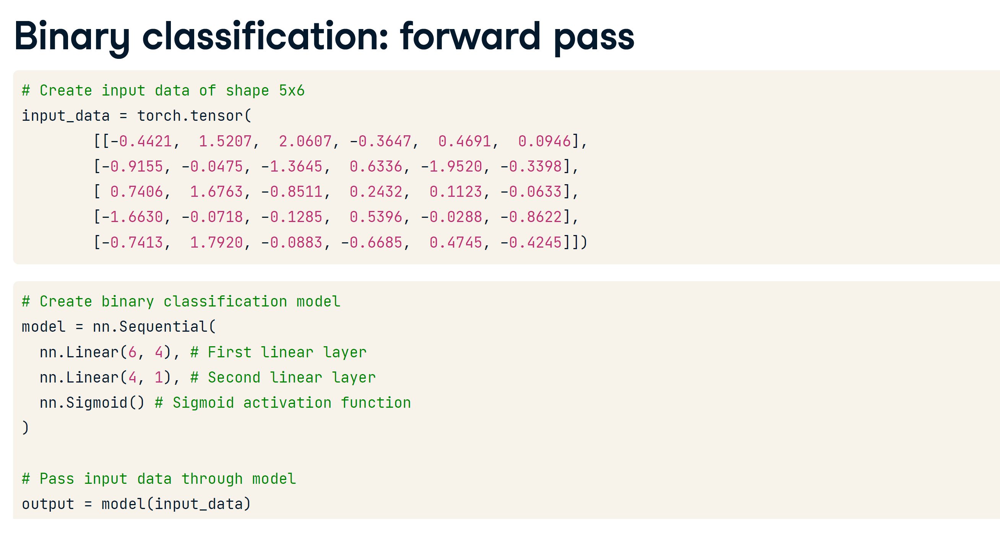 Binary classification: forward pass
# Create input data of shape 5x6
input_data = torch.tensor(
        [[-0.4421,  1.5207,  2.0607, -0.3647,  0.4691,  0.0946],
        [-0.9155, -0.0475, -1.3645,  0.6336, -1.9520, -0.3398],
        [ 0.7406,  1.6763, -0.8511,  0.2432,  0.1123, -0.0633],
        [-1.6630, -0.0718, -0.1285,  0.5396, -0.0288, -0.8622],
        [-0.7413,  1.7920, -0.0883, -0.6685,  0.4745, -0.4245]])
# Create binary classification model
model = nn.Sequential(
  nn.Linear(6, 4), # First linear layer
  nn.Linear(4, 1), # Second linear layer
  nn.Sigmoid() # Sigmoid activation function
)
# Pass input data through model
output = model(input_data)